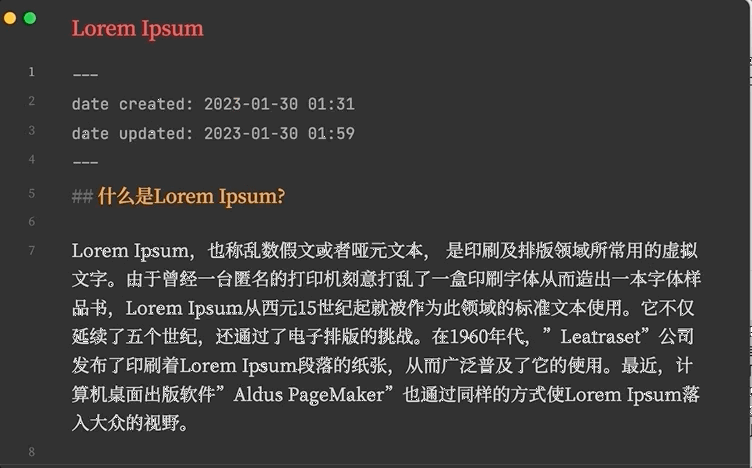 Lorem Ipsum
1 ---
2 date created: 2023-01-30 01:31
3 date updated: 2023-01-30 01:59
4 ---
5 ## 什么是Lorem Ipsum?
6
7 Lorem Ipsum，也称乱数假文或者哑元文本， 是印刷及排版领域所常用的虚拟
文字。由于曾经一台匿名的打印机刻意打乱了一盒印刷字体从而造出一本字体样
品书，Lorem Ipsum从西元15世纪起就被作为此领域的标准文本使用。它不仅
延续了五个世纪，还通过了电子排版的挑战。在1960年代，”Leatraset”公司
发布了印刷着Lorem Ipsum段落的纸张，从而广泛普及了它的使用。最近，计
算机桌面出版软件”Aldus PageMaker”也通过同样的方式使Lorem Ipsum落
入大众的视野。
8